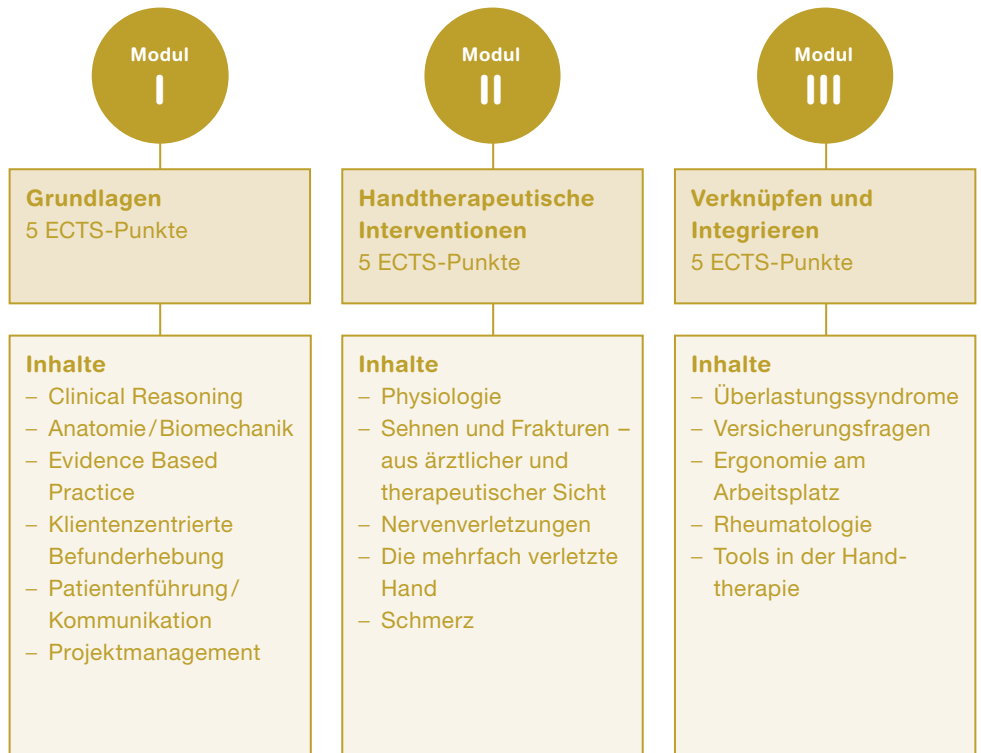 Modul
I
Grundlagen
5 ECTS-Punkte
Inhalte
– Clinical Reasoning
– Anatomie/Biomechanik
– Evidence Based
Practice
– Klientenzentrierte
Befunderhebung
– Patientenführung/
Kommunikation
– Projektmanagement
Modul
II
Handtherapeutische
Interventionen
5 ECTS-Punkte
Inhalte
– Physiologie
– Sehnen und Frakturen –
aus ärztlicher und
therapeutischer Sicht
– Nervenverletzungen
– Die mehrfach verletzte
Hand
– Schmerz
Modul
III
Verknüpfen und
Integrieren
5 ECTS-Punkte
Inhalte
– Überlastungssyndrome
– Versicherungsfragen
– Ergonomie am
Arbeitsplatz
– Rheumatologie
– Tools in der Hand-
therapie